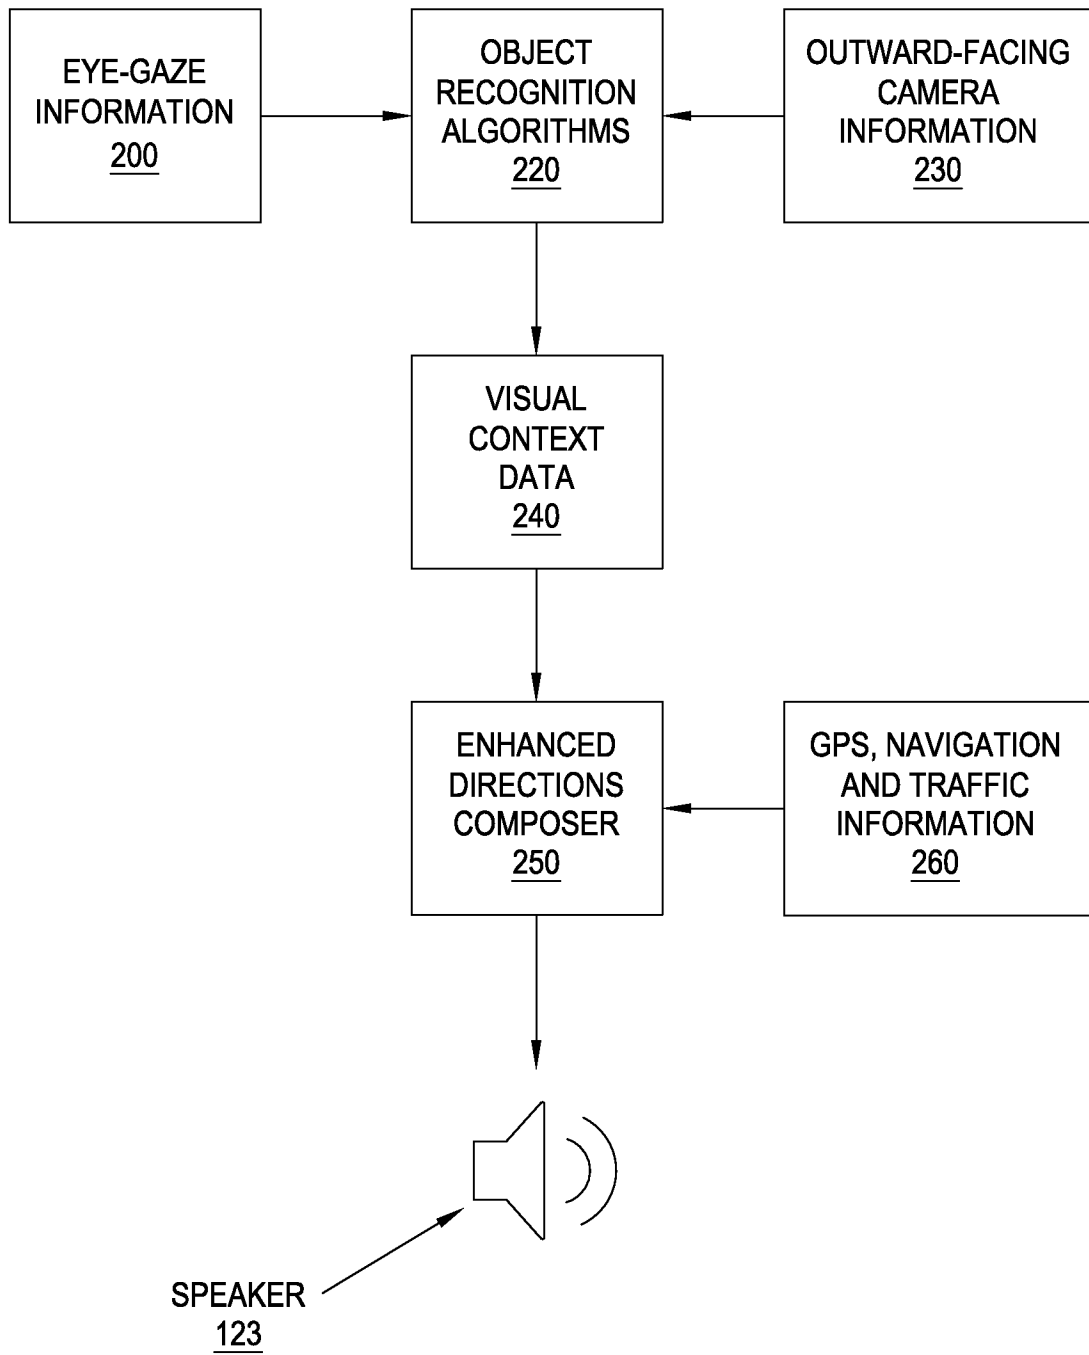 EYE-GAZE
INFORMATION
200
OBJECT
RECOGNITION
ALGORITHMS
220
OUTWARD-FACING
CAMERA
INFORMATION
230
VISUAL
CONTEXT
DATA
240
ENHANCED
DIRECTIONS
COMPOSER
250
GPS, NAVIGATION
AND TRAFFIC
INFORMATION
260
SPEAKER
123